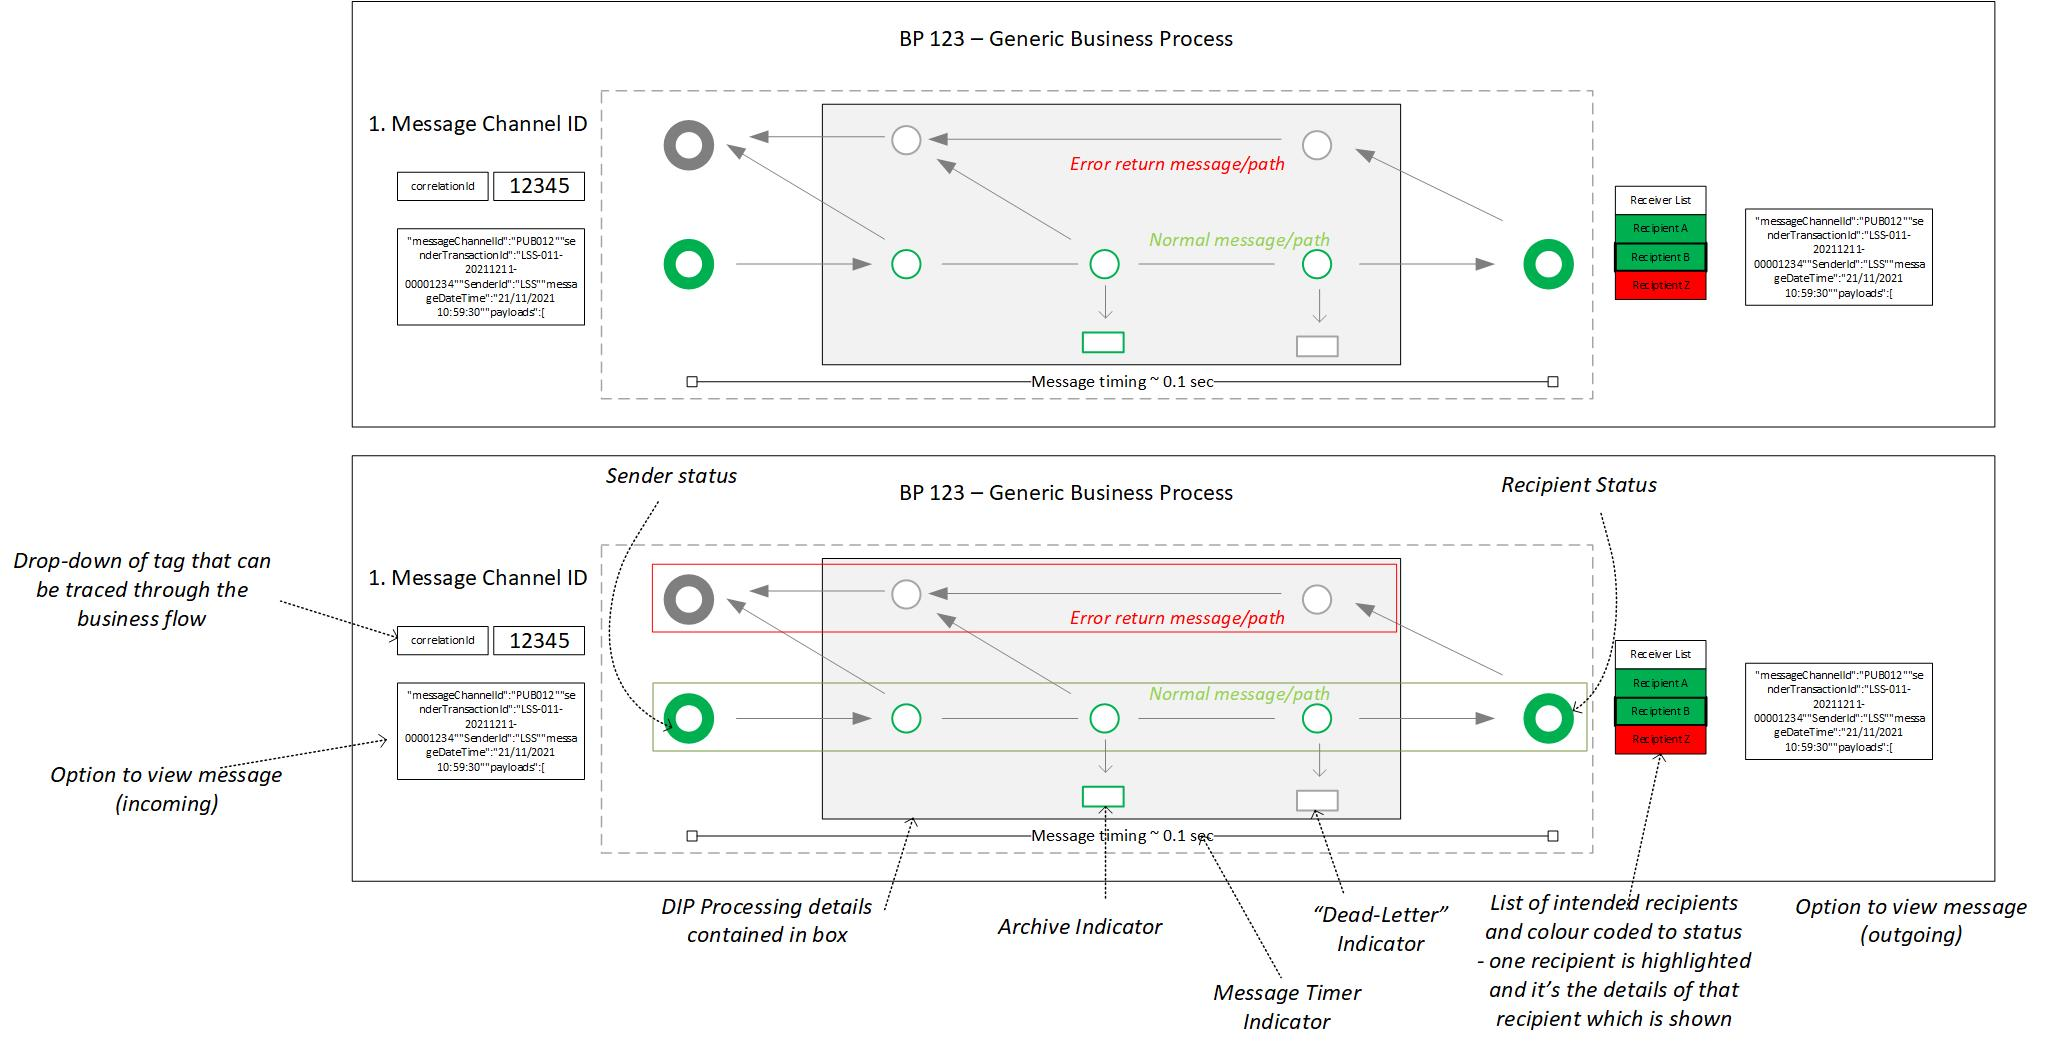 BP 123 – Generic Business Process
1. Message Channel ID
correlationId
12345
"messageChannelId":"PUB012""se
nderTransactionId":"LSS-011-
20211211-
00001234""SenderId":"LSS""messa
geDateTime":"21/11/2021
10:59:30""payloads":[
Error return message/path
Normal message/path
Message timing ~ 0.1 sec
Receiver List
Recipient A
Reciptient B
Reciptient Z
"messageChannelId":"PUB012""se
nderTransactionId":"LSS-011-
20211211-
00001234""SenderId":"LSS""messa
geDateTime":"21/11/2021
10:59:30""payloads":[
Sender status
BP 123 – Generic Business Process
Recipient Status
Drop-down of tag that can
be traced through the
business flow
1. Message Channel ID
correlationId
12345
"messageChannelId":"PUB012""se
nderTransactionId":"LSS-011-
20211211-
00001234""SenderId":"LSS""messa
geDateTime":"21/11/2021
10:59:30""payloads":[
Option to view message
(incoming)
Error return message/path
Normal message/path
Message timing ~ 0.1 sec
Receiver List
Recipient A
Reciptient B
Reciptient Z
"messageChannelId":"PUB012""se
nderTransactionId":"LSS-011-
20211211-
00001234""SenderId":"LSS""messa
geDateTime":"21/11/2021
10:59:30""payloads":[
DIP Processing details
contained in box
Archive Indicator
“Dead-Letter”
Indicator
Message Timer
Indicator
List of intended recipients
and colour coded to status
- one recipient is highlighted
and it’s the details of that
recipient which is shown
Option to view message
(outgoing)